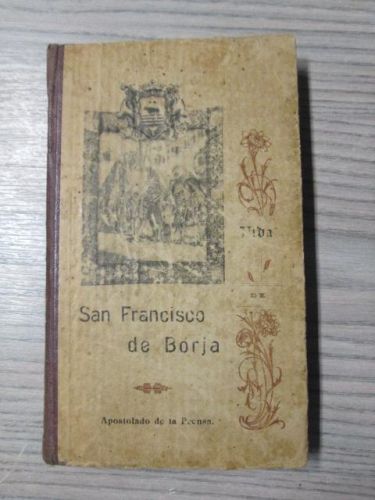 Vida
DE
San Francisco
de Borja
Apostolado de la Prensa.